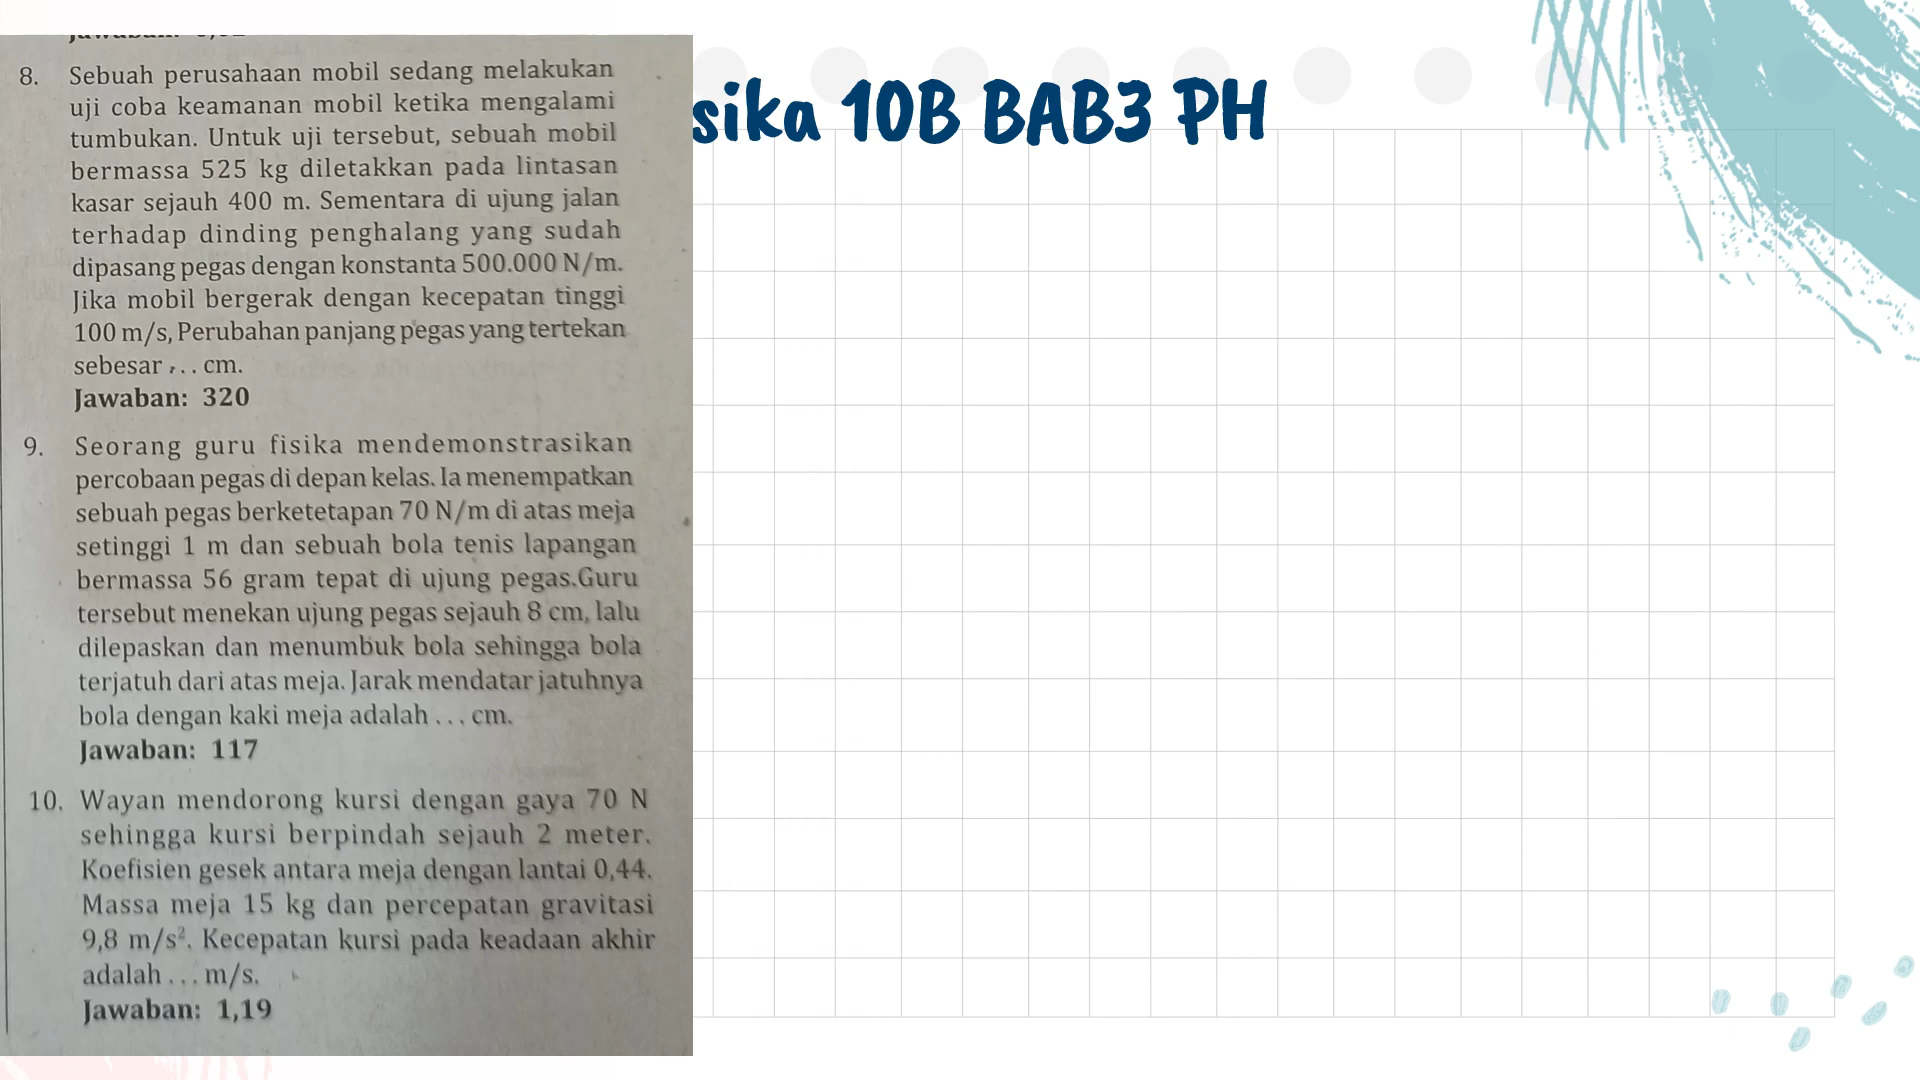 8. Sebuah perusahaan mobil sedang melakukan
uji coba keamanan mobil ketika mengalami
tumbukan. Untuk uji tersebut, sebuah mobil
bermassa 525 kg diletakkan pada lintasan
kasar sejauh 400 m. Sementara di ujung jalan
terhadap dinding penghalang yang sudah
dipasang pegas dengan konstanta 500.000 N/m.
Jika mobil bergerak dengan kecepatan tinggi
100 m/s, Perubahan panjang pegas yang tertekan
sebesar . . . cm.
Jawaban: 320
9. Seorang guru fisika mendemonstrasikan
percobaan pegas di depan kelas. Ia menempatkan
sebuah pegas berketetapan 70 N/m di atas meja
setinggi 1 m dan sebuah bola tenis lapangan
bermassa 56 gram tepat di ujung pegas.Guru
tersebut menekan ujung pegas sejauh 8 cm, lalu
dilepaskan dan menumbuk bola sehingga bola
terjatuh dari atas meja. Jarak mendatar jatuhnya
bola dengan kaki meja adalah . . . cm.
Jawaban: 117
10. Wayan mendorong kursi dengan gaya 70 N
sehingga kursi berpindah sejauh 2 meter.
Koefisien gesek antara meja dengan lantai 0,44.
Massa meja 15 kg dan percepatan gravitasi
9,8 m/s². Kecepatan kursi pada keadaan akhir
adalah . . . m/s.
Jawaban: 1,19
sika 10B BAB3 PH